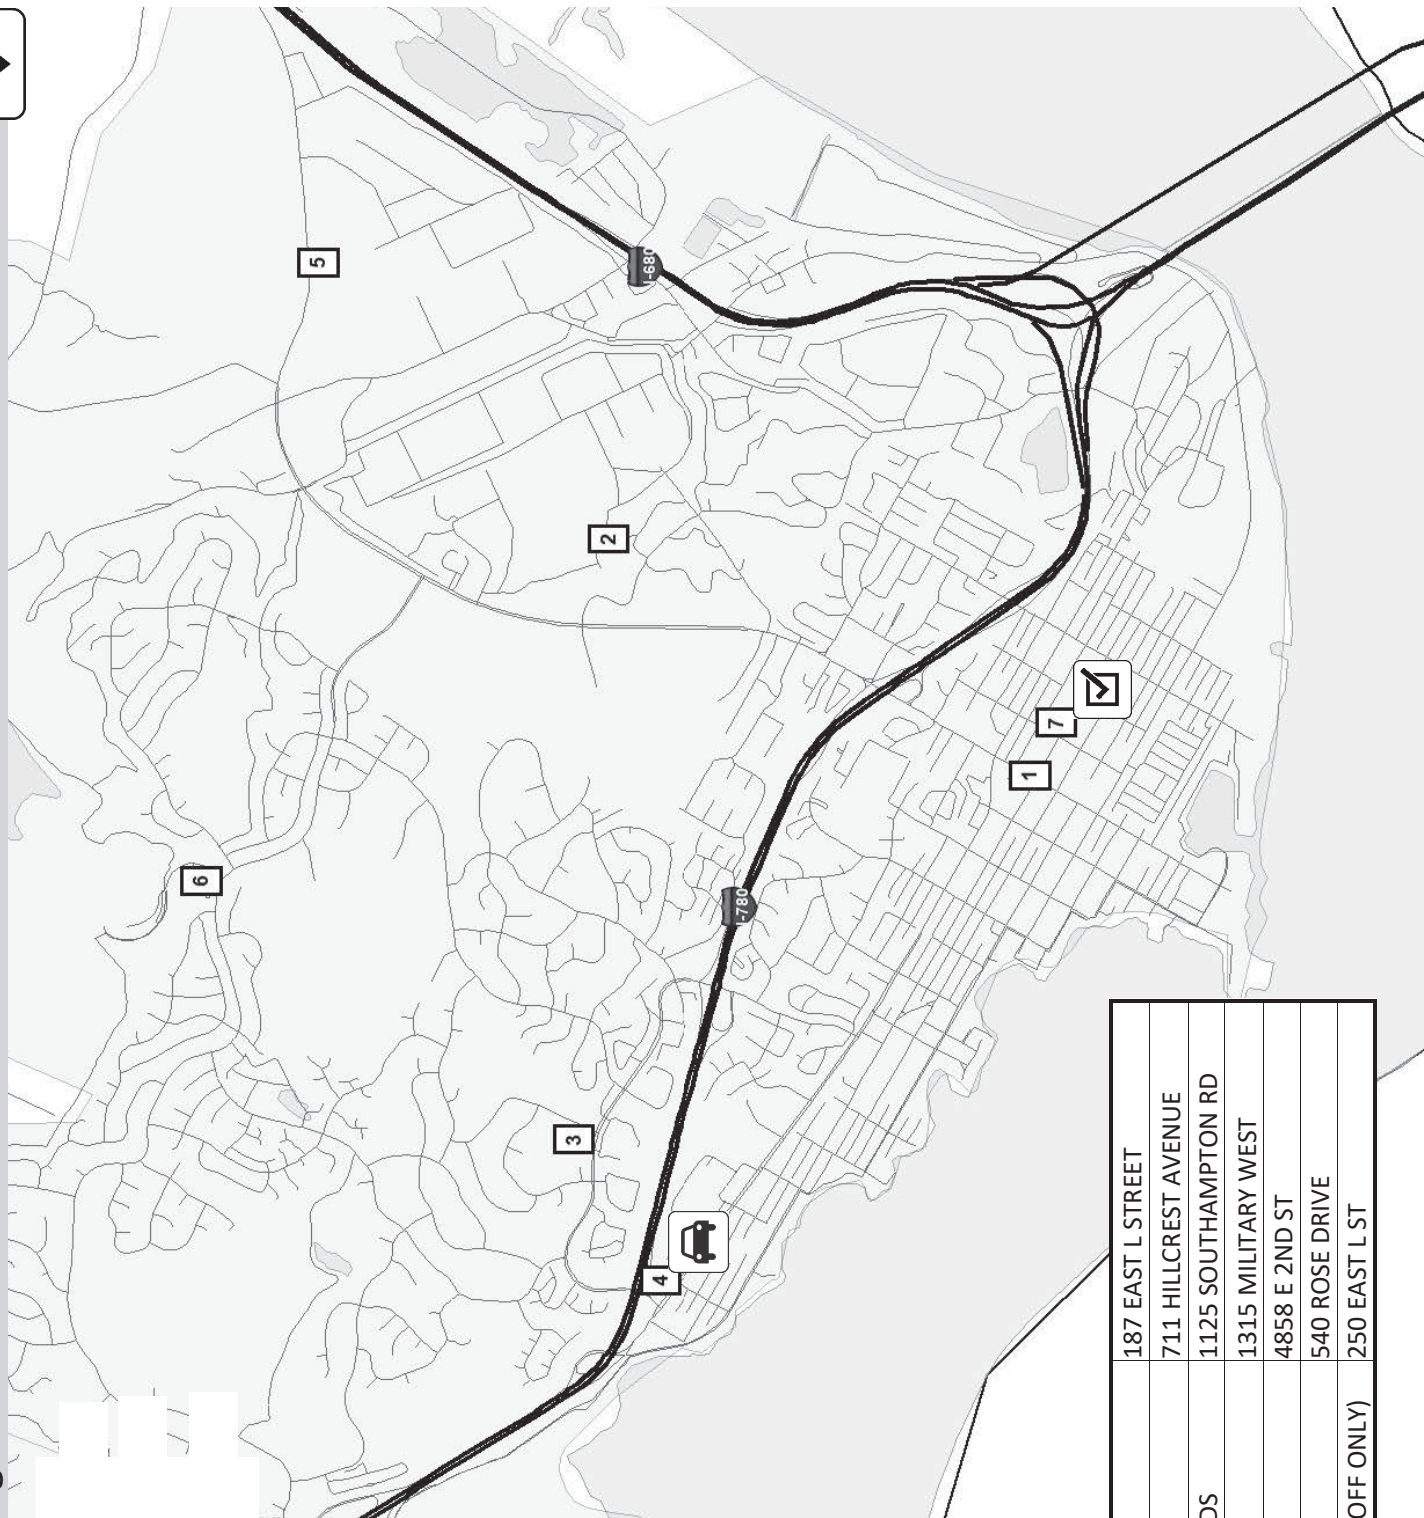 5
I-680
2
7
1
6
I-780
3
4
187 EAST L STREET
711 HILLCREST AVENUE
DS 1125 SOUTHAMPTON RD
1315 MILITARY WEST
4858 E 2ND ST
540 ROSE DRIVE
OFF ONLY) 250 EAST L ST